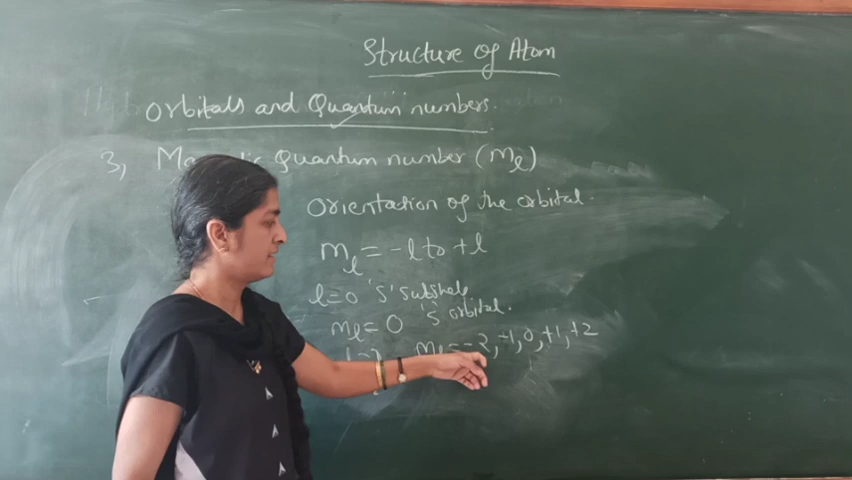 Structure of Atom
Orbitals and Quantum numbers.
3, Quantum number (ml)
Orientation of the orbital.
ml = -l to +l
l=0 's' subshell
ml = 0 's orbital.
-2, -1, 0, +1, +2